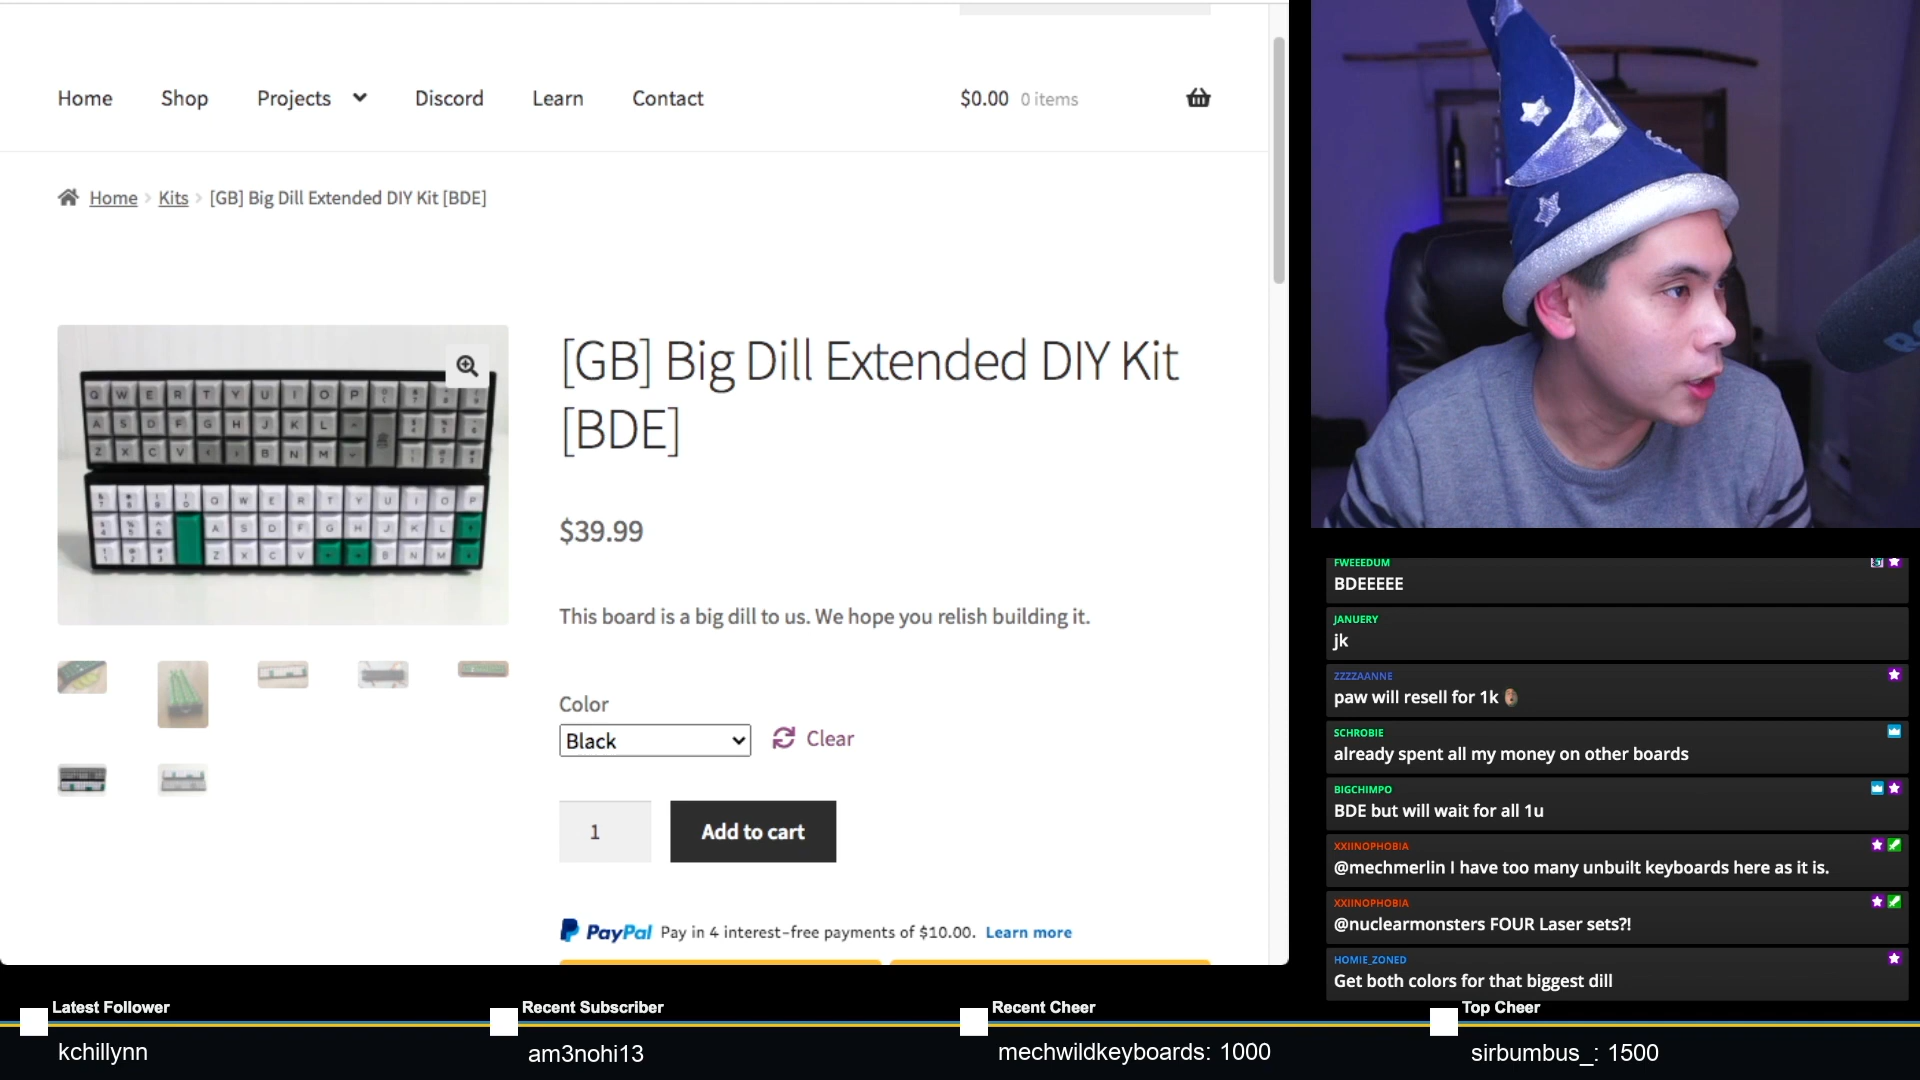 Home Shop Projects Discord Learn Contact $0.00 0 items
Home > Kits > [GB] Big Dill Extended DIY Kit [BDE]
[GB] Big Dill Extended DIY Kit
[BDE]
$39.99
This board is a big dill to us. We hope you relish building it.
Color
Black Clear
1 Add to cart
PayPal Pay in 4 interest-free payments of $10.00. Learn more
Q W E R T Y U I O P
A S D F G H J K L
Z X C V B N M
Q W E R T Y U I O P
A S D F G H J K L
Z X C V B N M
FWEEEDUM
BDEEEEE
JANUERY
jk
ZZZZAANNE
paw will resell for 1k
SCHROBIE
already spent all my money on other boards
BIGCHIMPO
BDE but will wait for all 1u
XXIINOPHOBIA
@mechmerlin I have too many unbuilt keyboards here as it is.
XXIINOPHOBIA
@nuclearmonsters FOUR Laser sets?!
HOMIE_ZONED
Get both colors for that biggest dill
Latest Follower
kchillynn
Recent Subscriber
am3nohi13
Recent Cheer
mechwildkeyboards: 1000
Top Cheer
sirbumbus_: 1500